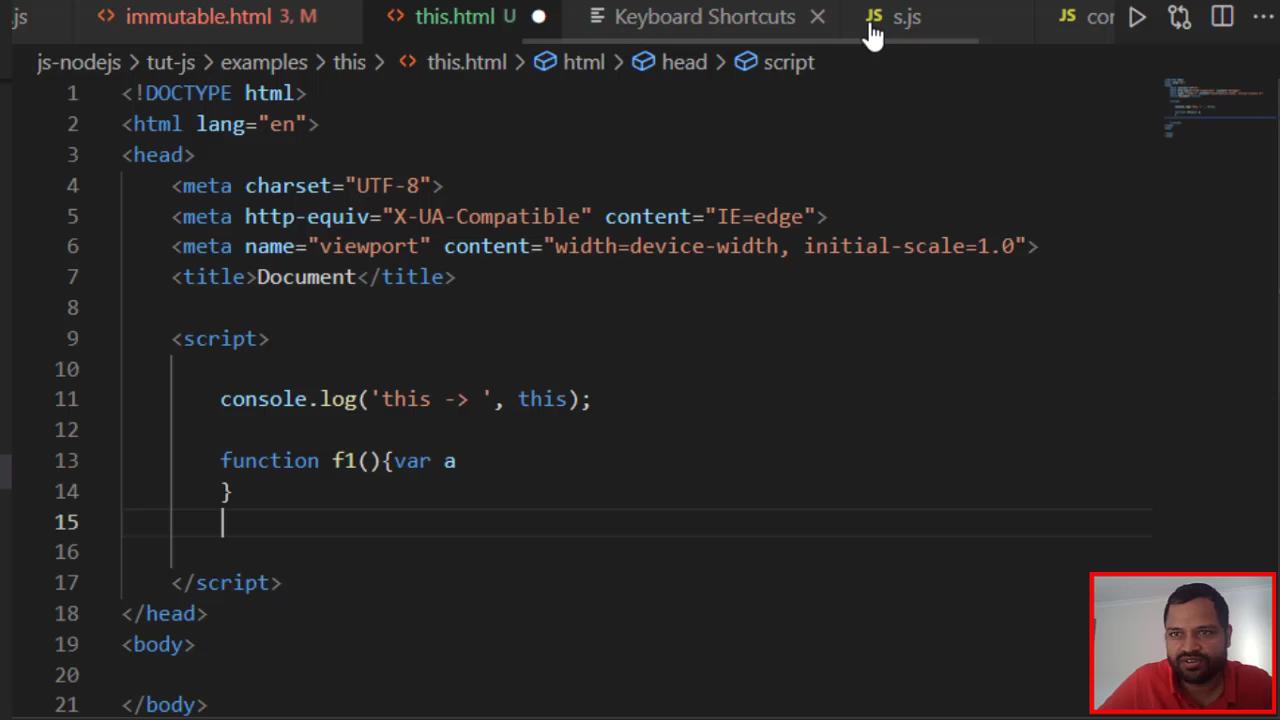 js immutable.html 3, M this.html U Keyboard Shortcuts JS s.js JS cor
js-nodejs > tut-js > examples > this > this.html > html > head > script
1 <!DOCTYPE html>
2 <html lang="en">
3 <head>
4 <meta charset="UTF-8">
5 <meta http-equiv="X-UA-Compatible" content="IE=edge">
6 <meta name="viewport" content="width=device-width, initial-scale=1.0">
7 <title>Document</title>
8
9 <script>
10
11 console.log('this -> ', this);
12
13 function f1(){var a
14 }
15
16
17 </script>
18 </head>
19 <body>
20
21 </body>